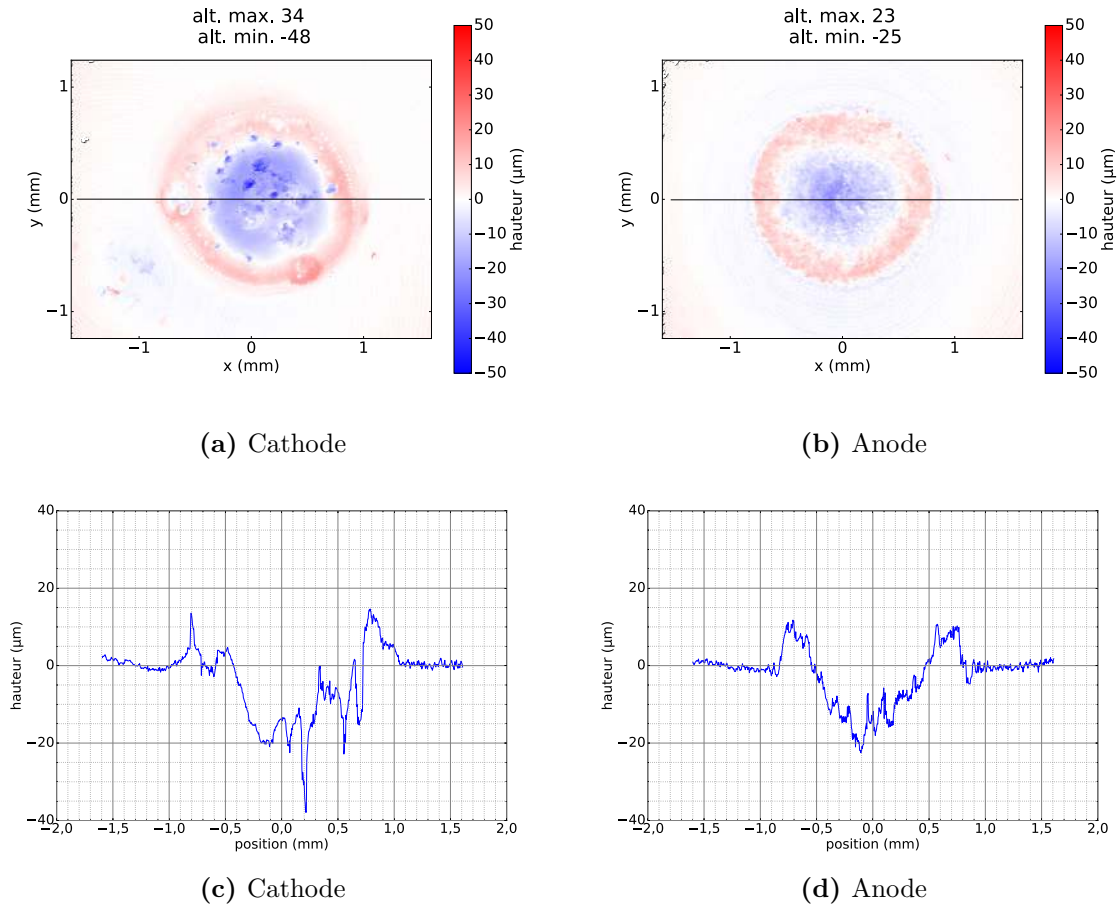 alt. max. 34
alt. min. -48
1
0
−1
y (mm)
−1 0 1
x (mm)
50
40
30
20
10
0
−10
−20
−30
−40
−50
hauteur (µm)
(a) Cathode
alt. max. 23
alt. min. -25
1
0
−1
y (mm)
−1 0 1
x (mm)
50
40
30
20
10
0
−10
−20
−30
−40
−50
hauteur (µm)
(b) Anode
40
20
0
−20
−40
hauteur (µm)
−2,0 −1,5 −1,0 −0,5 0,0 0,5 1,0 1,5 2,0
position (mm)
(c) Cathode
40
20
0
−20
−40
hauteur (µm)
−2,0 −1,5 −1,0 −0,5 0,0 0,5 1,0 1,5 2,0
position (mm)
(d) Anode